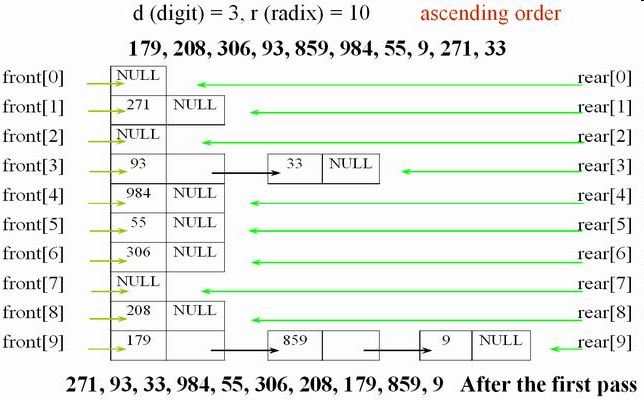 d (digit) = 3, r (radix) = 10 ascending order
179, 208, 306, 93, 859, 984, 55, 9, 271, 33
front[0] NULL rear[0]
front[1] 271 NULL rear[1]
front[2] NULL rear[2]
front[3] 93 33 NULL rear[3]
front[4] 984 NULL rear[4]
front[5] 55 NULL rear[5]
front[6] 306 NULL rear[6]
front[7] NULL rear[7]
front[8] 208 NULL rear[8]
front[9] 179 859 9 NULL rear[9]
271, 93, 33, 984, 55, 306, 208, 179, 859, 9 After the first pass